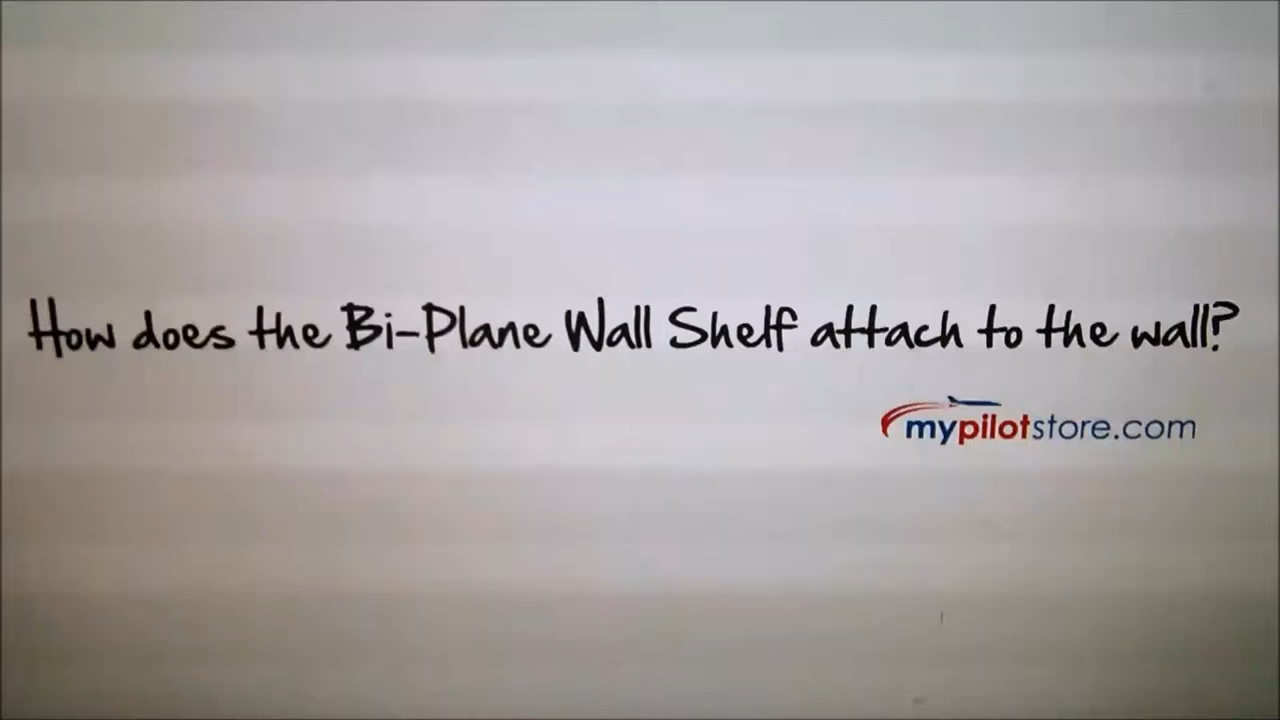 How does the Bi-Plane Wall Shelf attach to the wall?
mypilotstore.com